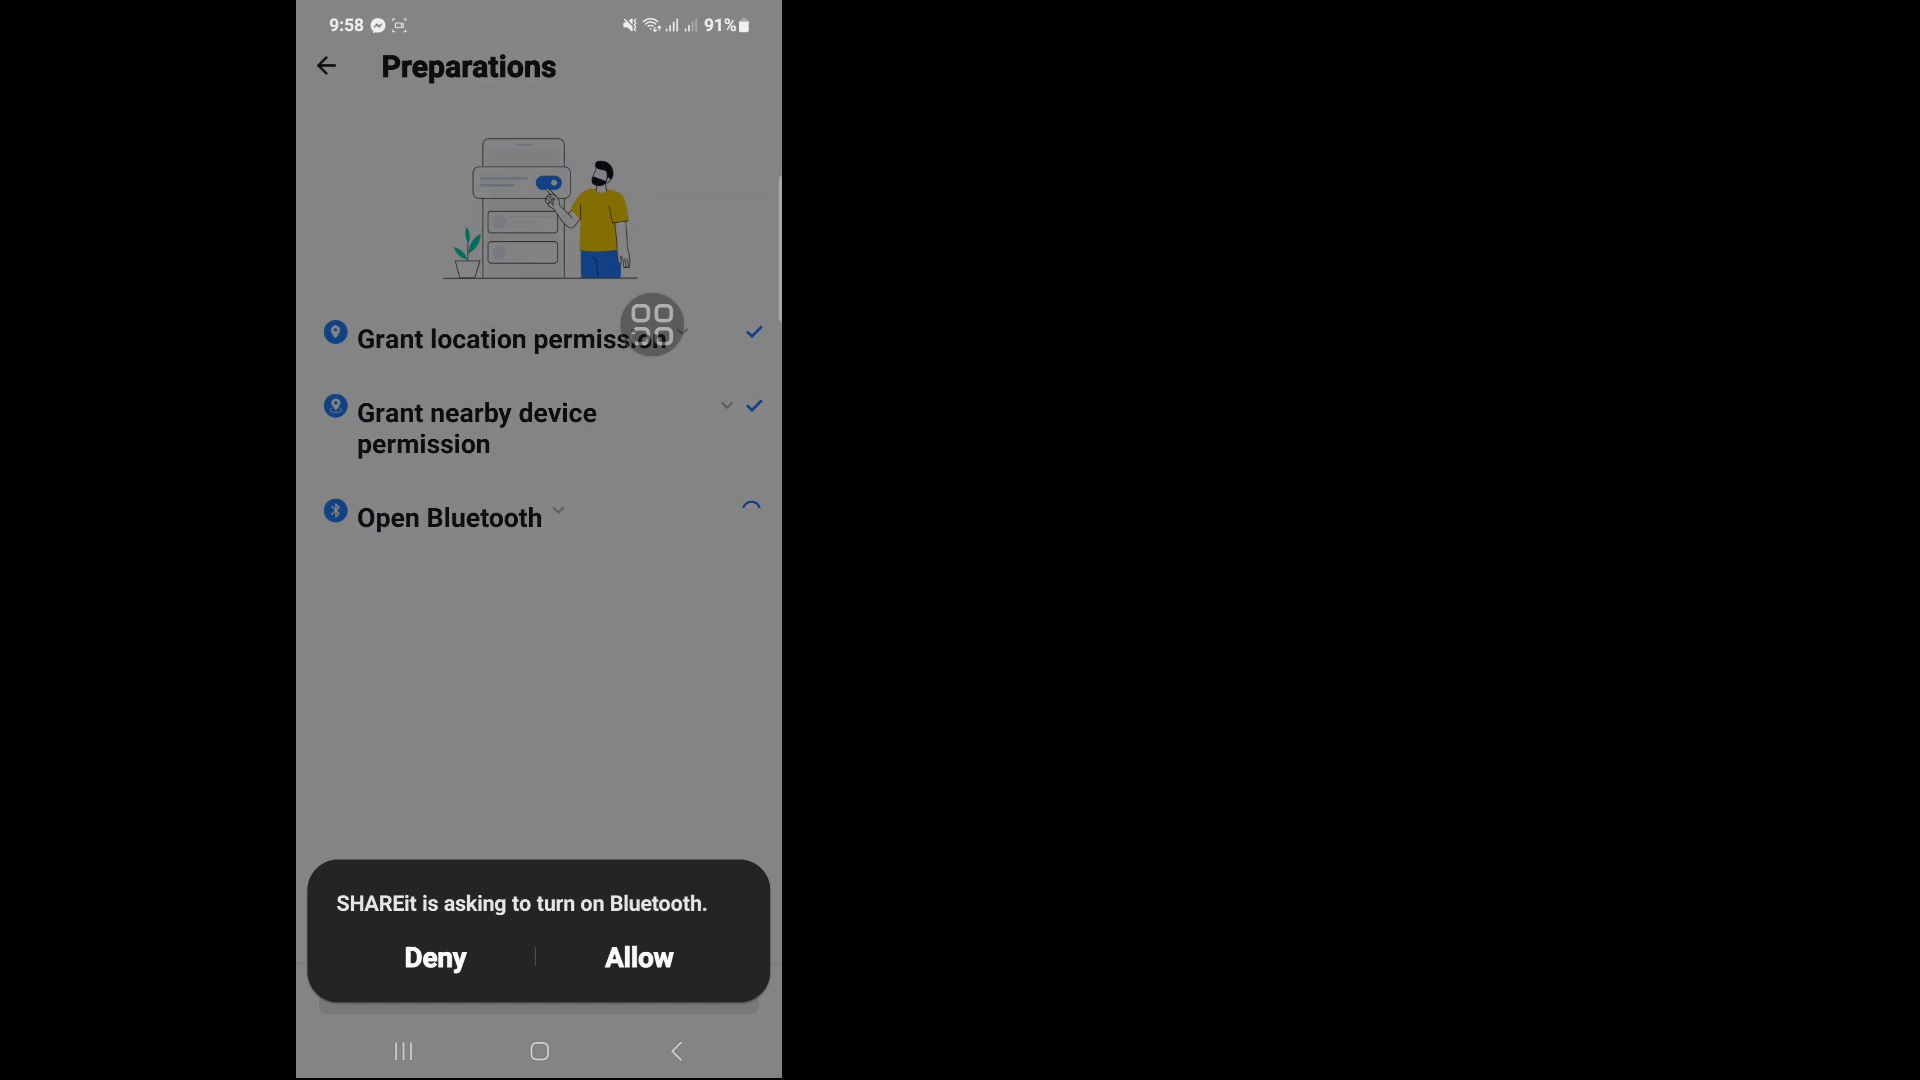 9:58 91%
Preparations
Grant location permission
Grant nearby device
permission
Open Bluetooth
SHAREit is asking to turn on Bluetooth.
Deny Allow